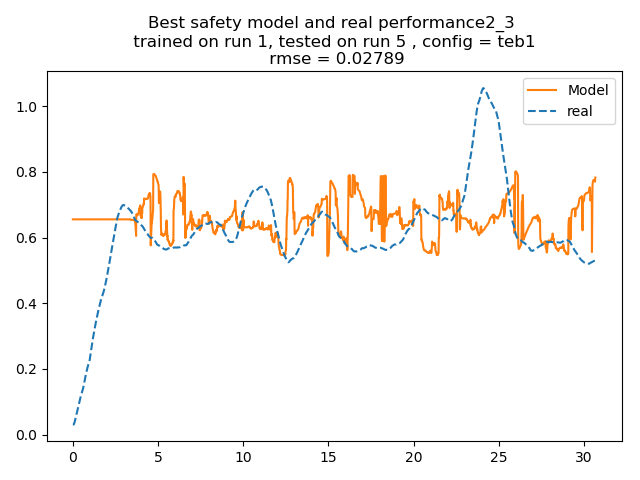 Best safety model and real performance2_3
trained on run 1, tested on run 5 , config = teb1
rmse = 0.02789
Model
real
1.0
0.8
0.6
0.4
0.2
0.0
0 5 10 15 20 25 30